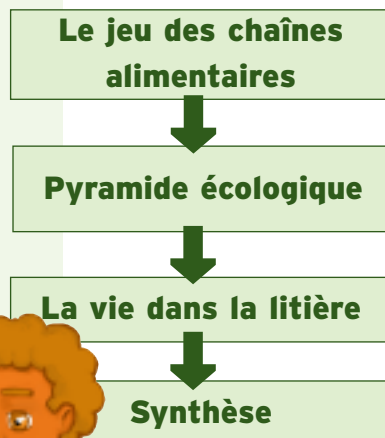 Le jeu des chaînes
alimentaires
Pyramide écologique
La vie dans la litière
Synthèse